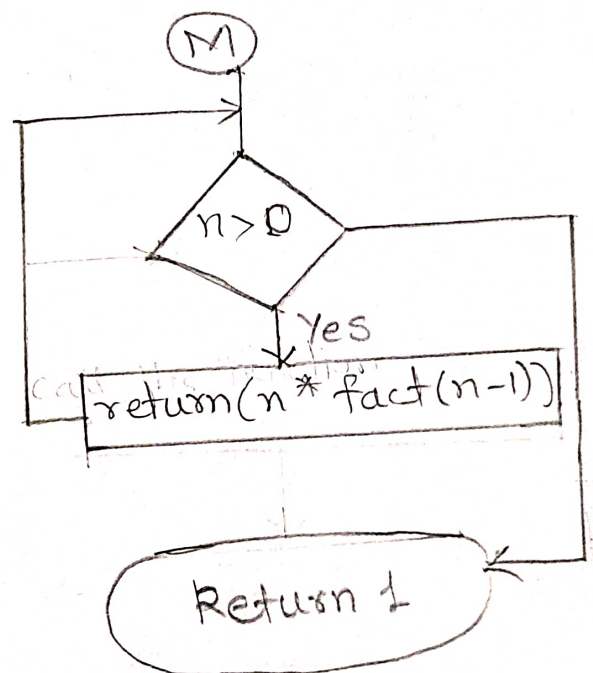 M
n>0
Yes
return(n * fact(n-1))
Return 1